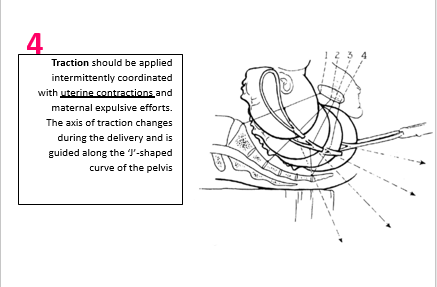 4
Traction should be applied
intermittently coordinated
with uterine contractions and
maternal expulsive efforts.
The axis of traction changes
during the delivery and is
guided along the 'J'-shaped
curve of the pelvis
1 2 3 4